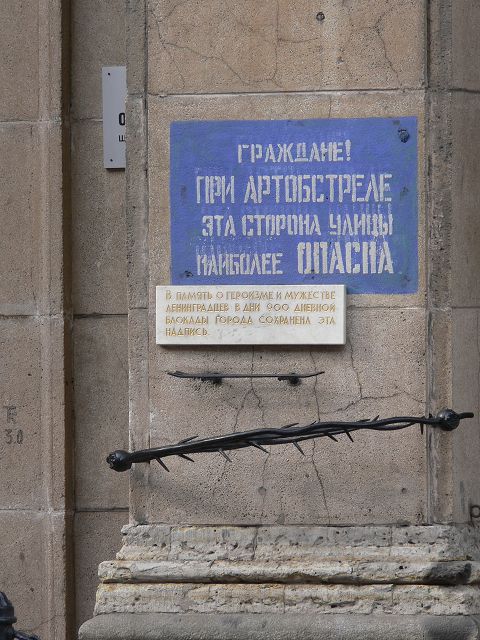 ГРАЖДАНЕ!
ПРИ АРТОБСТРЕЛЕ
ЭТА СТОРОНА УЛИЦЫ
НАИБОЛЕЕ ОПАСНА
В ПАМЯТЬ О ГЕРОИЗМЕ И МУЖЕСТВЕ
ЛЕНИНГРАДЦЕВ В ДНИ 900 ДНЕВНОЙ
БЛОКАДЫ ГОРОДА СОХРАНЕНА ЭТА
НАДПИСЬ